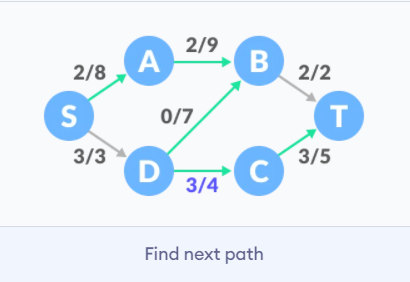 2/9
A
B
2/8
2/2
0/7
S
T
3/3
3/5
D
C
3/4
Find next path